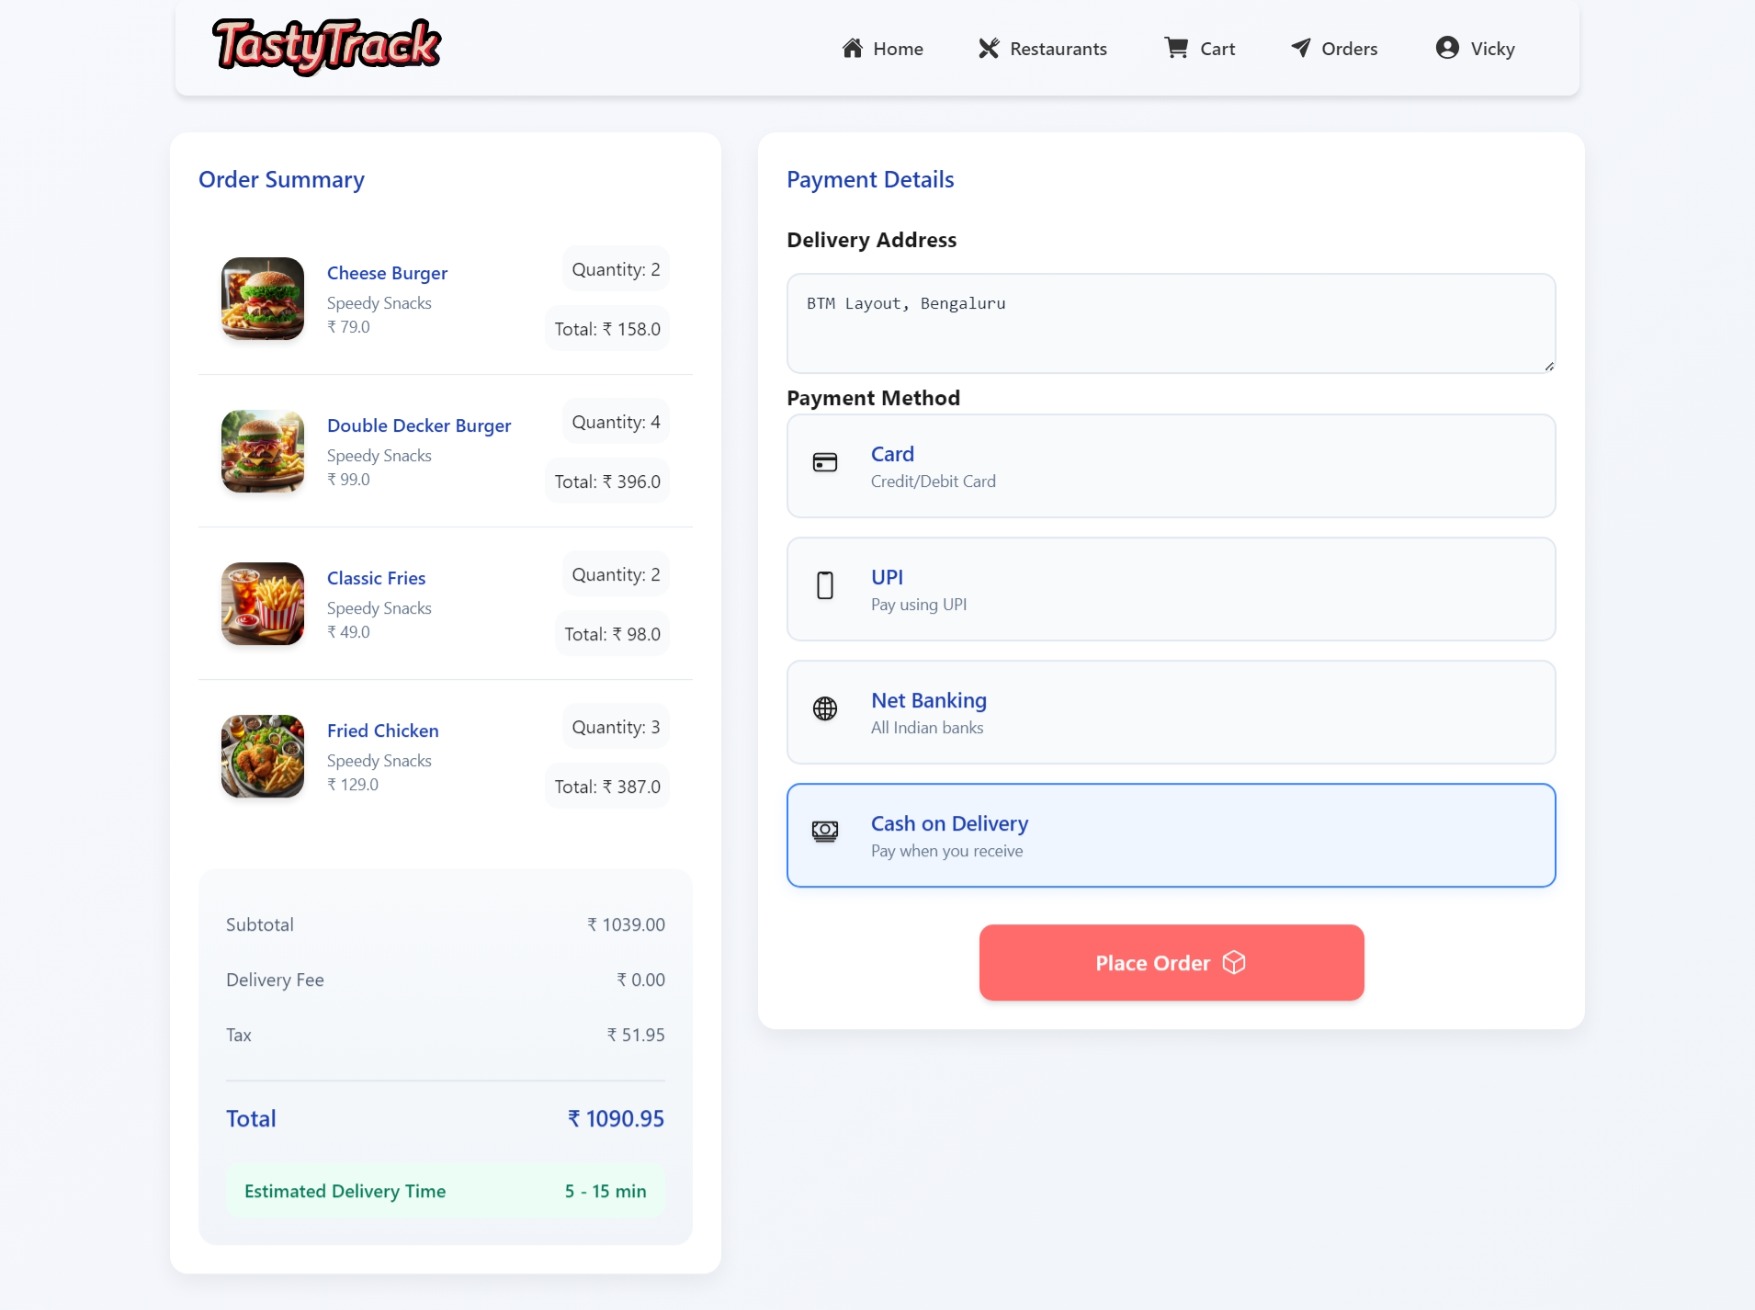 TastyTrack
Home
Restaurants
Cart
Orders
Vicky
Order Summary
Cheese Burger
Speedy Snacks
₹ 79.0
Quantity: 2
Total: ₹ 158.0
Double Decker Burger
Speedy Snacks
₹ 99.0
Quantity: 4
Total: ₹ 396.0
Classic Fries
Speedy Snacks
₹ 49.0
Quantity: 2
Total: ₹ 98.0
Fried Chicken
Speedy Snacks
₹ 129.0
Quantity: 3
Total: ₹ 387.0
Subtotal ₹ 1039.00
Delivery Fee ₹ 0.00
Tax ₹ 51.95
Total ₹ 1090.95
Estimated Delivery Time 5 - 15 min
Payment Details
Delivery Address
BTM Layout, Bengaluru
Payment Method
Card
Credit/Debit Card
UPI
Pay using UPI
Net Banking
All Indian banks
Cash on Delivery
Pay when you receive
Place Order